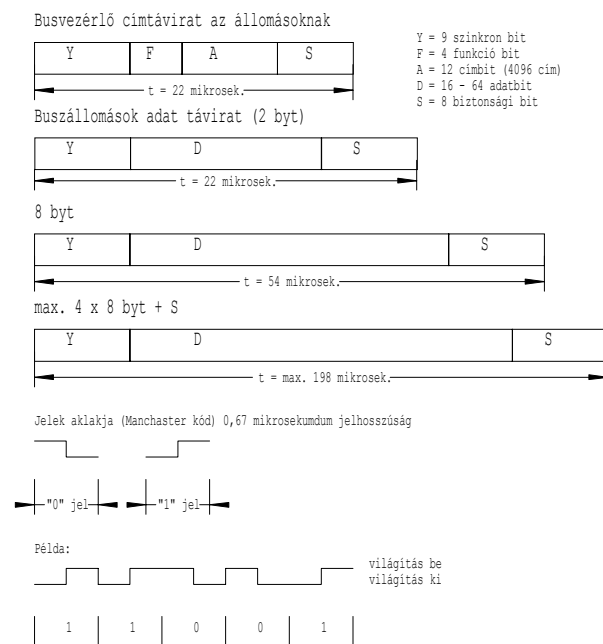 Busvezérlő címtávirat az állomásoknak
Y F A S
t = 22 mikrosek.
Y = 9 szinkron bit
F = 4 funkció bit
A = 12 címbit (4096 cím)
D = 16 - 64 adatbit
S = 8 biztonsági bit
Buszállomások adat távirat (2 byt)
Y D S
t = 22 mikrosek.
8 byt
Y D S
t = 54 mikrosek.
max. 4 x 8 byt + S
Y D S
t = max. 198 mikrosek.
Jelek aklakja (Manchaster kód) 0,67 mikrosekumdum jelhosszúság
"0" jel "1" jel
Példa:
világítás be
világítás ki
1 1 0 0 1